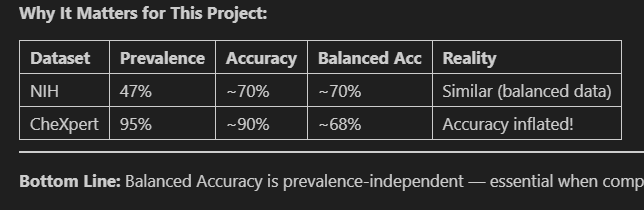 Why It Matters for This Project:
Dataset Prevalence Accuracy Balanced Acc Reality
NIH 47% ~70% ~70% Similar (balanced data)
CheXpert 95% ~90% ~68% Accuracy inflated!
Bottom Line: Balanced Accuracy is prevalence-independent — essential when comp